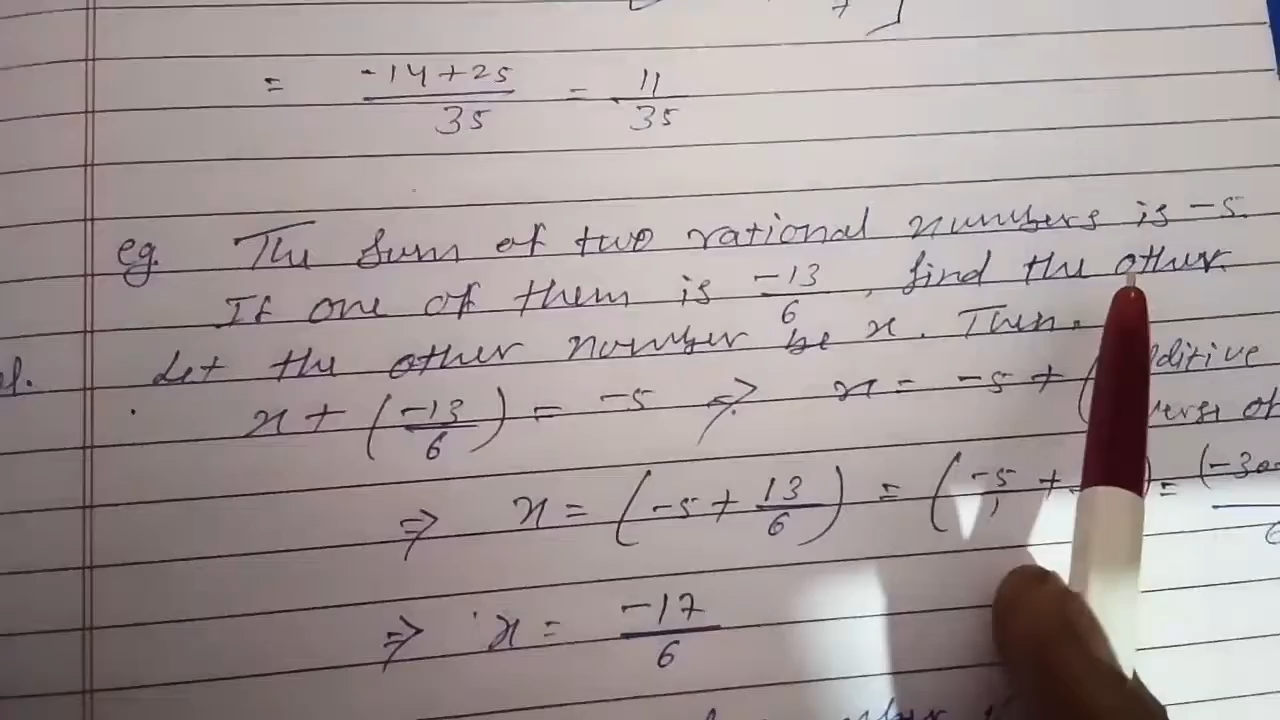 = -14+25/35 = 11/35
eg. The Sum of two rational numbers is -5.
If one of them is -13/6, find the other.
Let the other number be x. Then.
x + (-13/6) = -5 ⇒ x = -5 + (additive
of
⇒ x = (-5 + 13/6) = (-5/1 +
⇒ x = -17/6